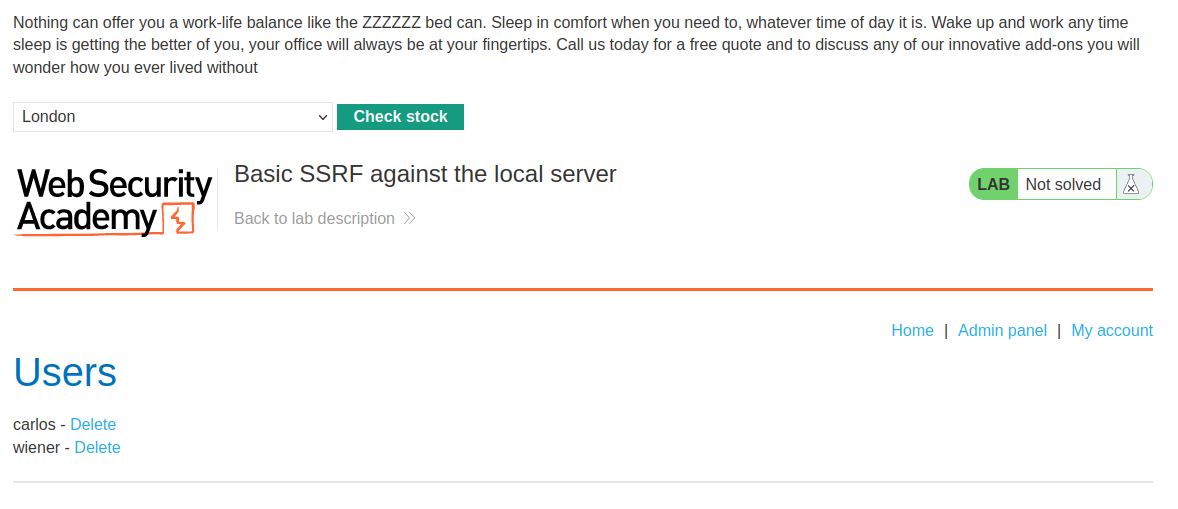 Nothing can offer you a work-life balance like the ZZZZZZ bed can. Sleep in comfort when you need to, whatever time of day it is. Wake up and work any time
sleep is getting the better of you, your office will always be at your fingertips. Call us today for a free quote and to discuss any of our innovative add-ons you will
wonder how you ever lived without
London
Check stock
Web Security
Academy
Basic SSRF against the local server
Back to lab description
LAB Not solved
Home | Admin panel | My account
Users
carlos - Delete
wiener - Delete